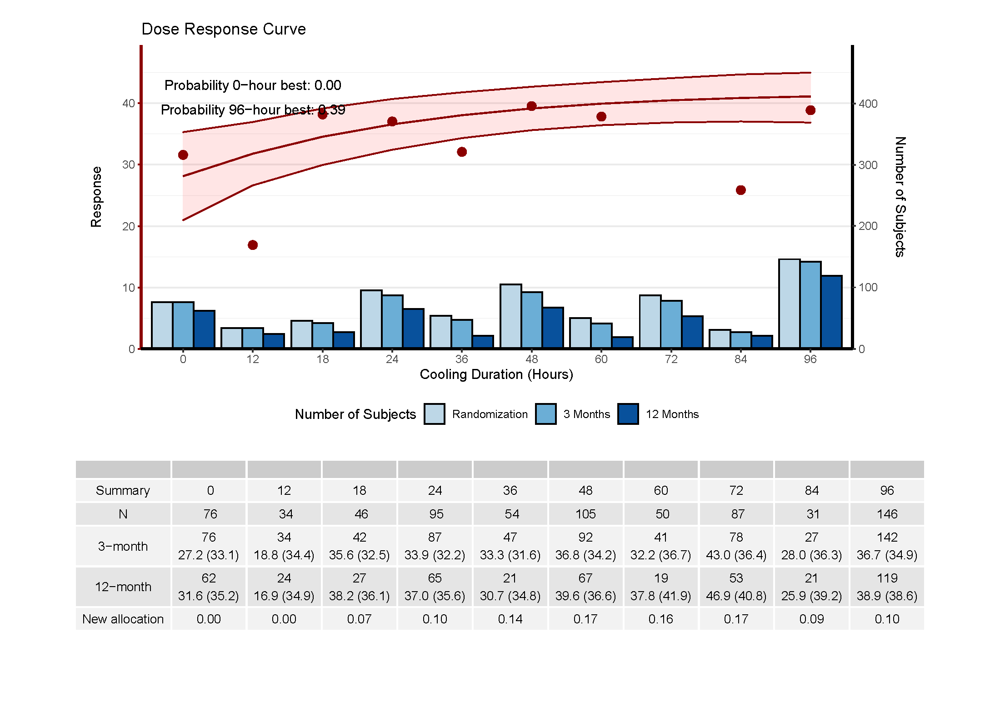 Dose Response Curve
Probability 0−hour best: 0.00
Probability 96−hour best: 0.39
Response
40
30
20
10
0
400
300
200
100
0
Number of Subjects
0 12 18 24 36 48 60 72 84 96
Cooling Duration (Hours)
Number of Subjects Randomization 3 Months 12 Months
Summary 0 12 18 24 36 48 60 72 84 96
N 76 34 46 95 54 105 50 87 31 146
3−month
76 34 42 87 47 92 41 78 27 142
27.2 (33.1) 18.8 (34.4) 35.6 (32.5) 33.9 (32.2) 33.3 (31.6) 36.8 (34.2) 32.2 (36.7) 43.0 (36.4) 28.0 (36.3) 36.7 (34.9)
12−month
62 24 27 65 21 67 19 53 21 119
31.6 (35.2) 16.9 (34.9) 38.2 (36.1) 37.0 (35.6) 30.7 (34.8) 39.6 (36.6) 37.8 (41.9) 46.9 (40.8) 25.9 (39.2) 38.9 (38.6)
New allocation 0.00 0.00 0.07 0.10 0.14 0.17 0.16 0.17 0.09 0.10